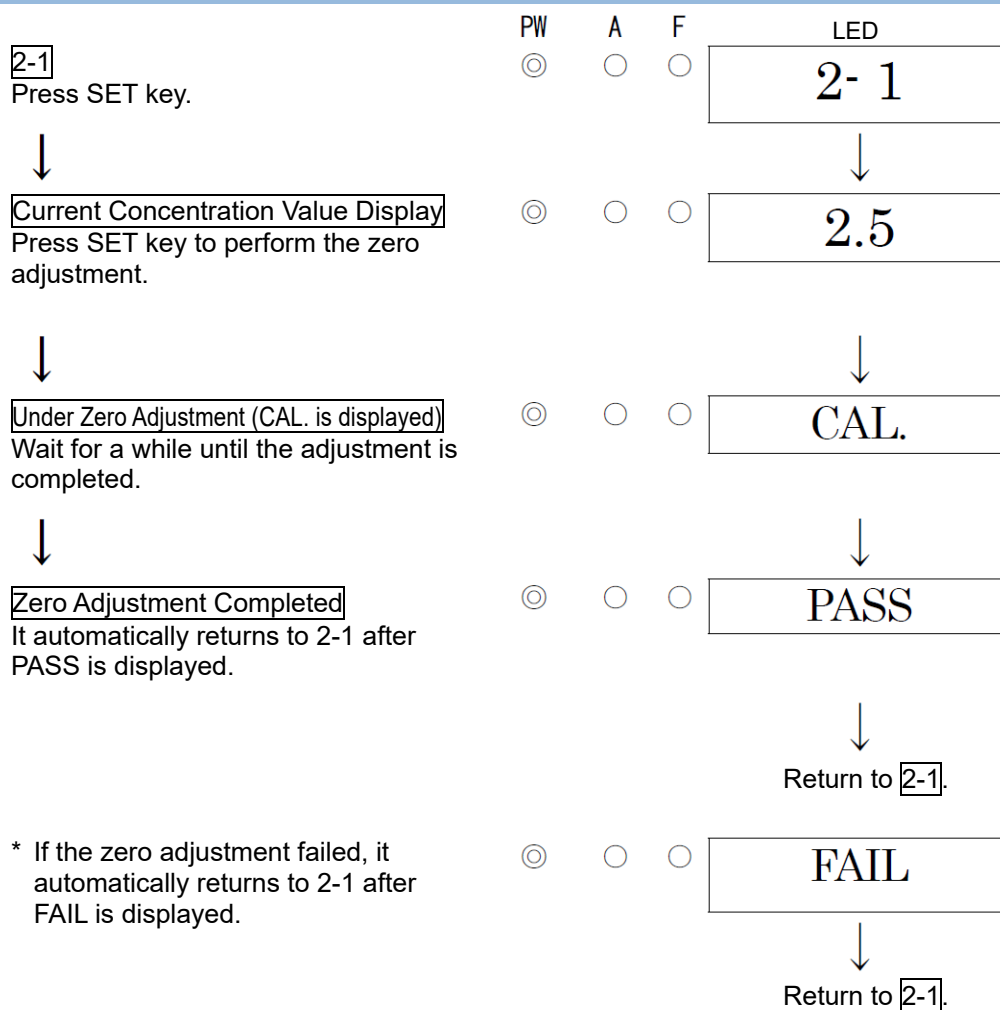 PW A F LED
2-1
Press SET key.
2- 1
Current Concentration Value Display
Press SET key to perform the zero
adjustment.
2.5
Under Zero Adjustment (CAL. is displayed)
Wait for a while until the adjustment is
completed.
CAL.
Zero Adjustment Completed
It automatically returns to 2-1 after
PASS is displayed.
PASS
Return to 2-1.
* If the zero adjustment failed, it
automatically returns to 2-1 after
FAIL is displayed.
FAIL
Return to 2-1.